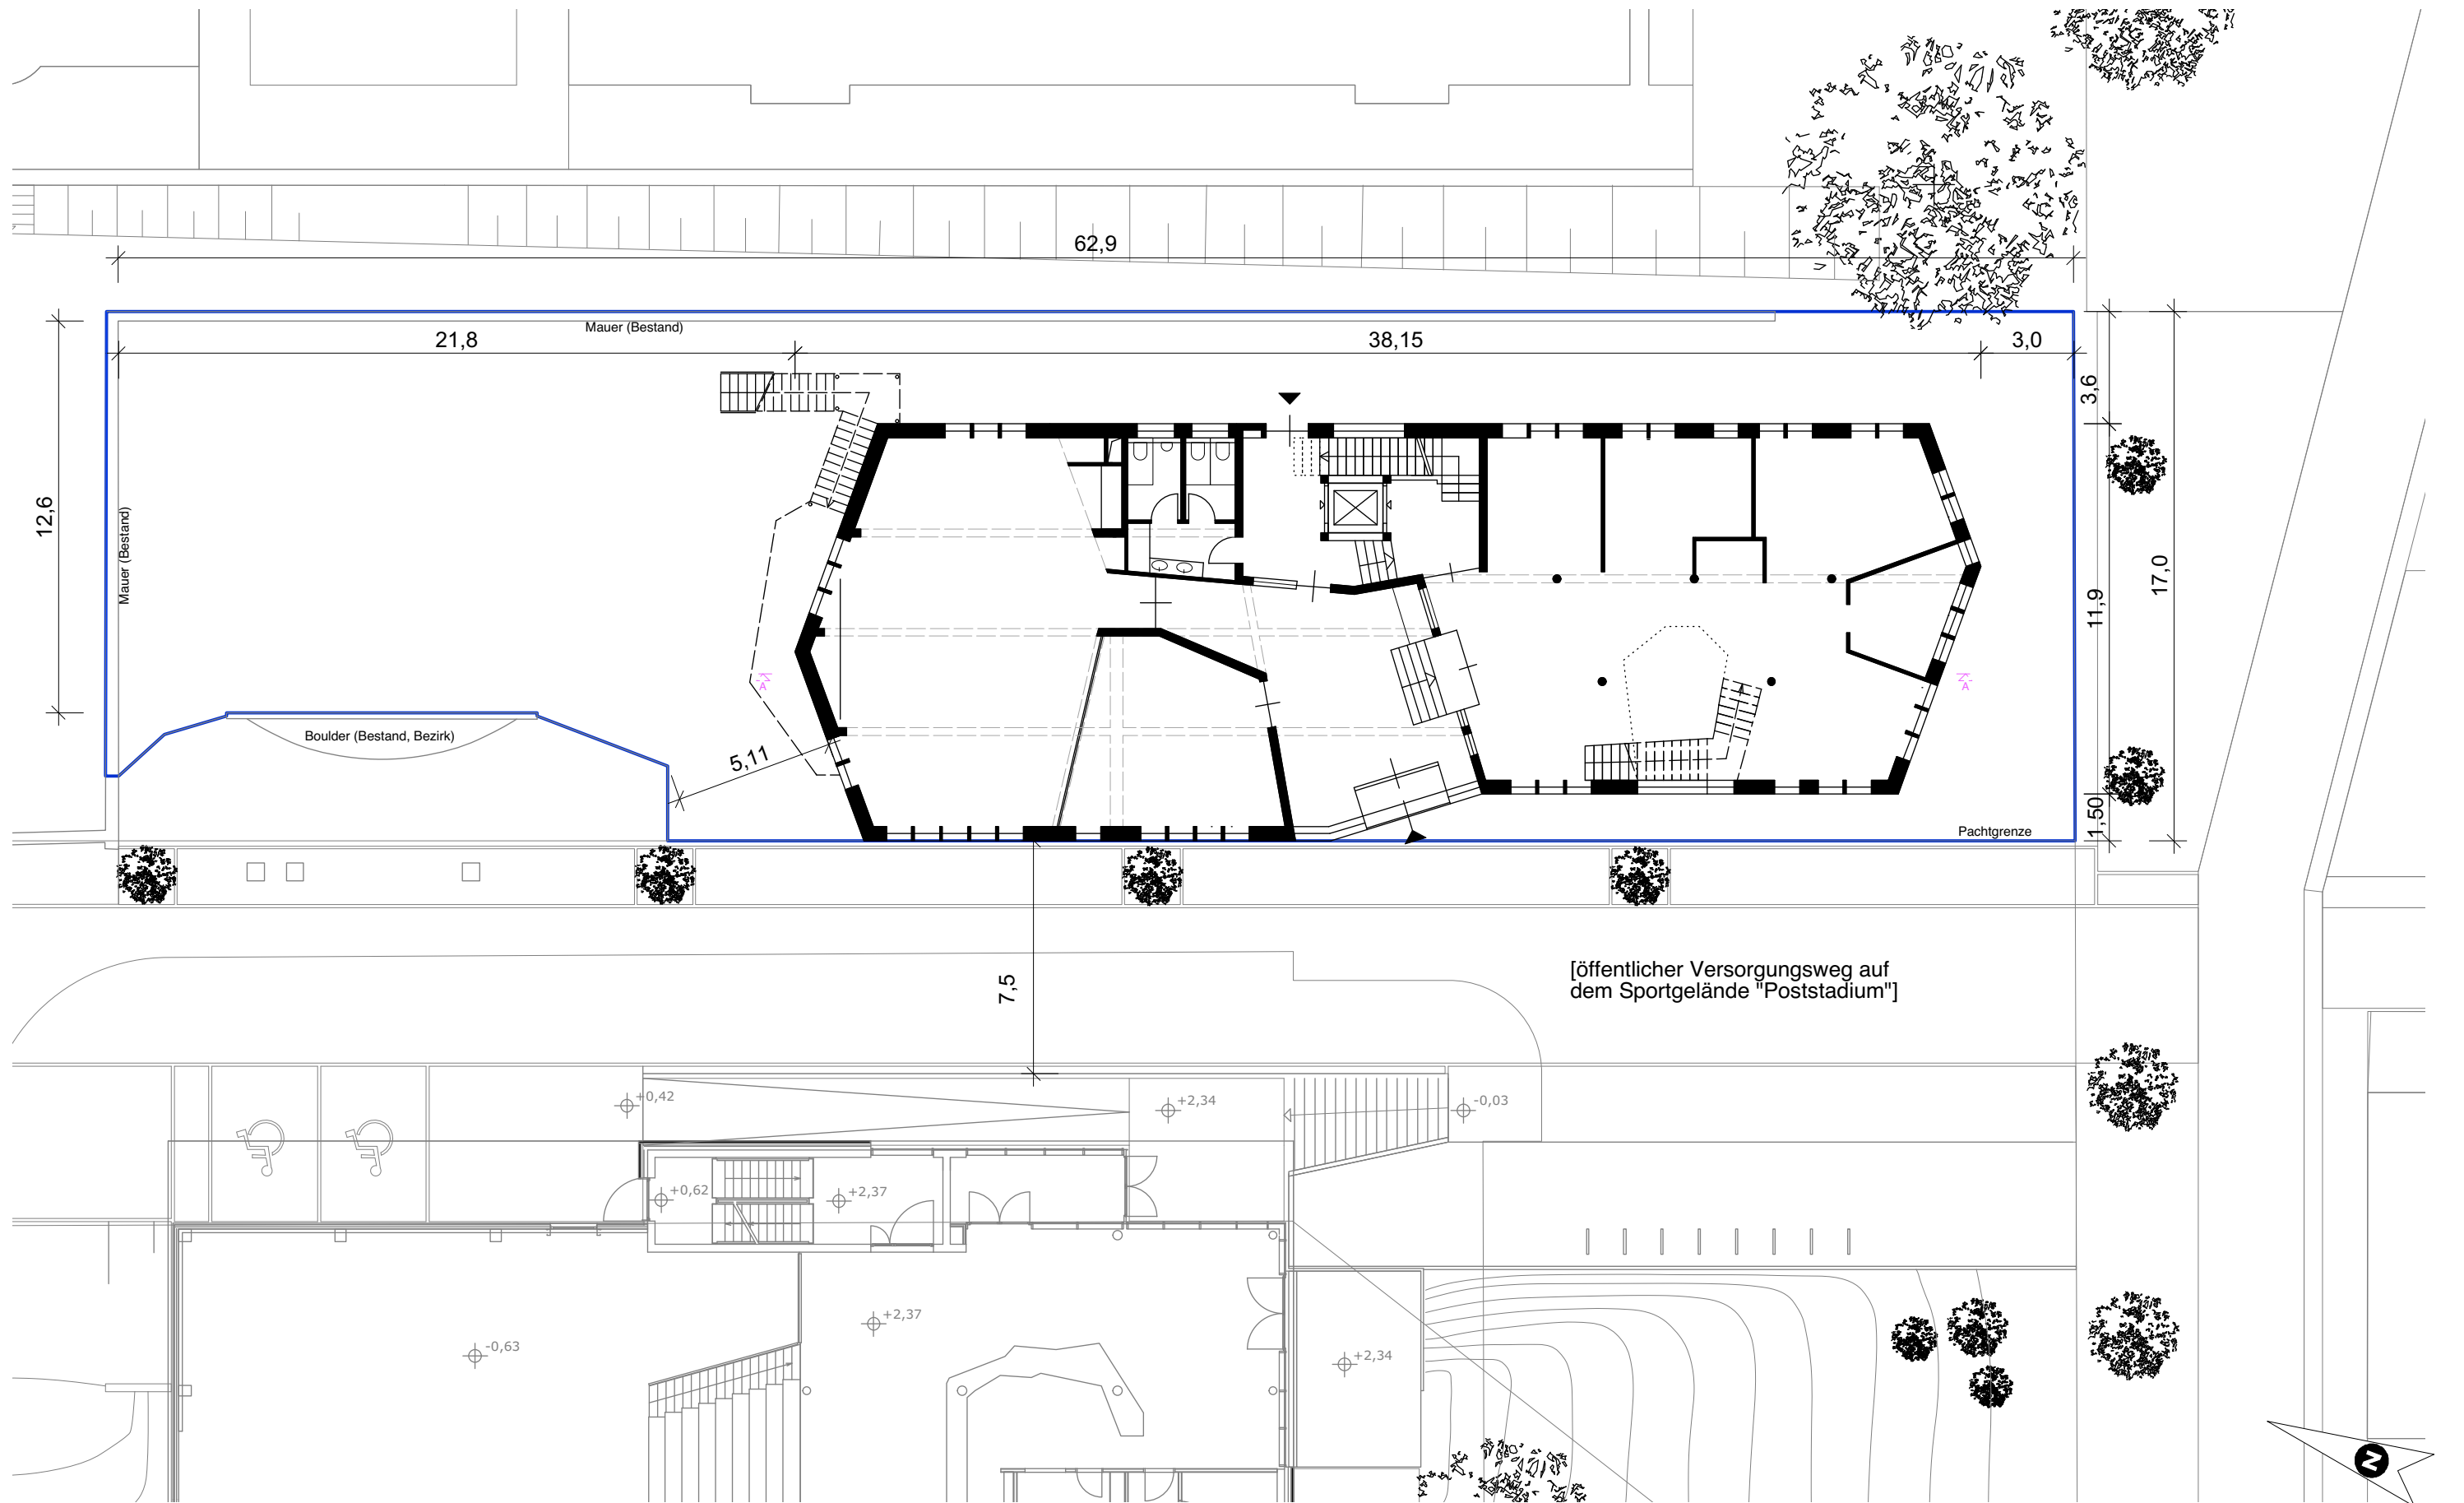 62,9
Mauer (Bestand)
21,8
38,15
3,0
3,6
12,6
Mauer (Bestand)
17,0
11,9
A
A
Boulder (Bestand, Bezirk)
5,11
1,50
Pachtgrenze
[öffentlicher Versorgungsweg auf
dem Sportgelände "Poststadium"]
7,5
+0,42
+2,34
-0,03
+0,62
+2,37
+2,37
-0,63
+2,34
N